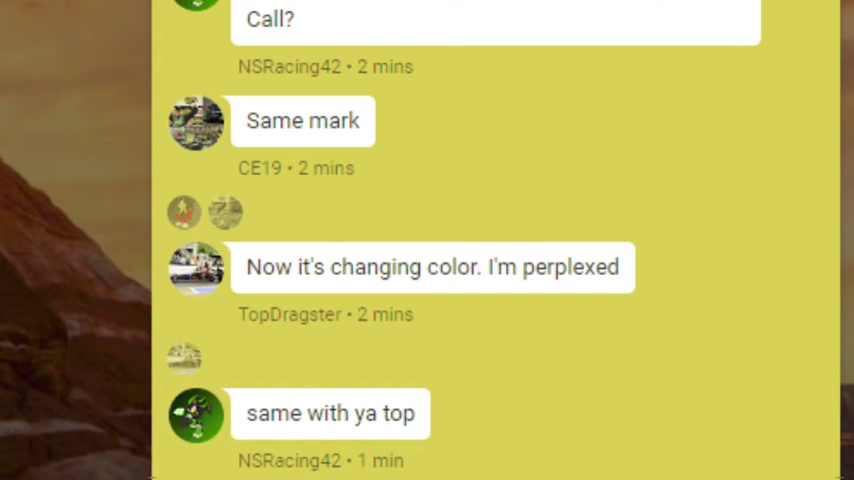 Call?
NSRacing42 • 2 mins
Same mark
CE19 • 2 mins
Now it's changing color. I'm perplexed
TopDragster • 2 mins
same with ya top
NSRacing42 • 1 min